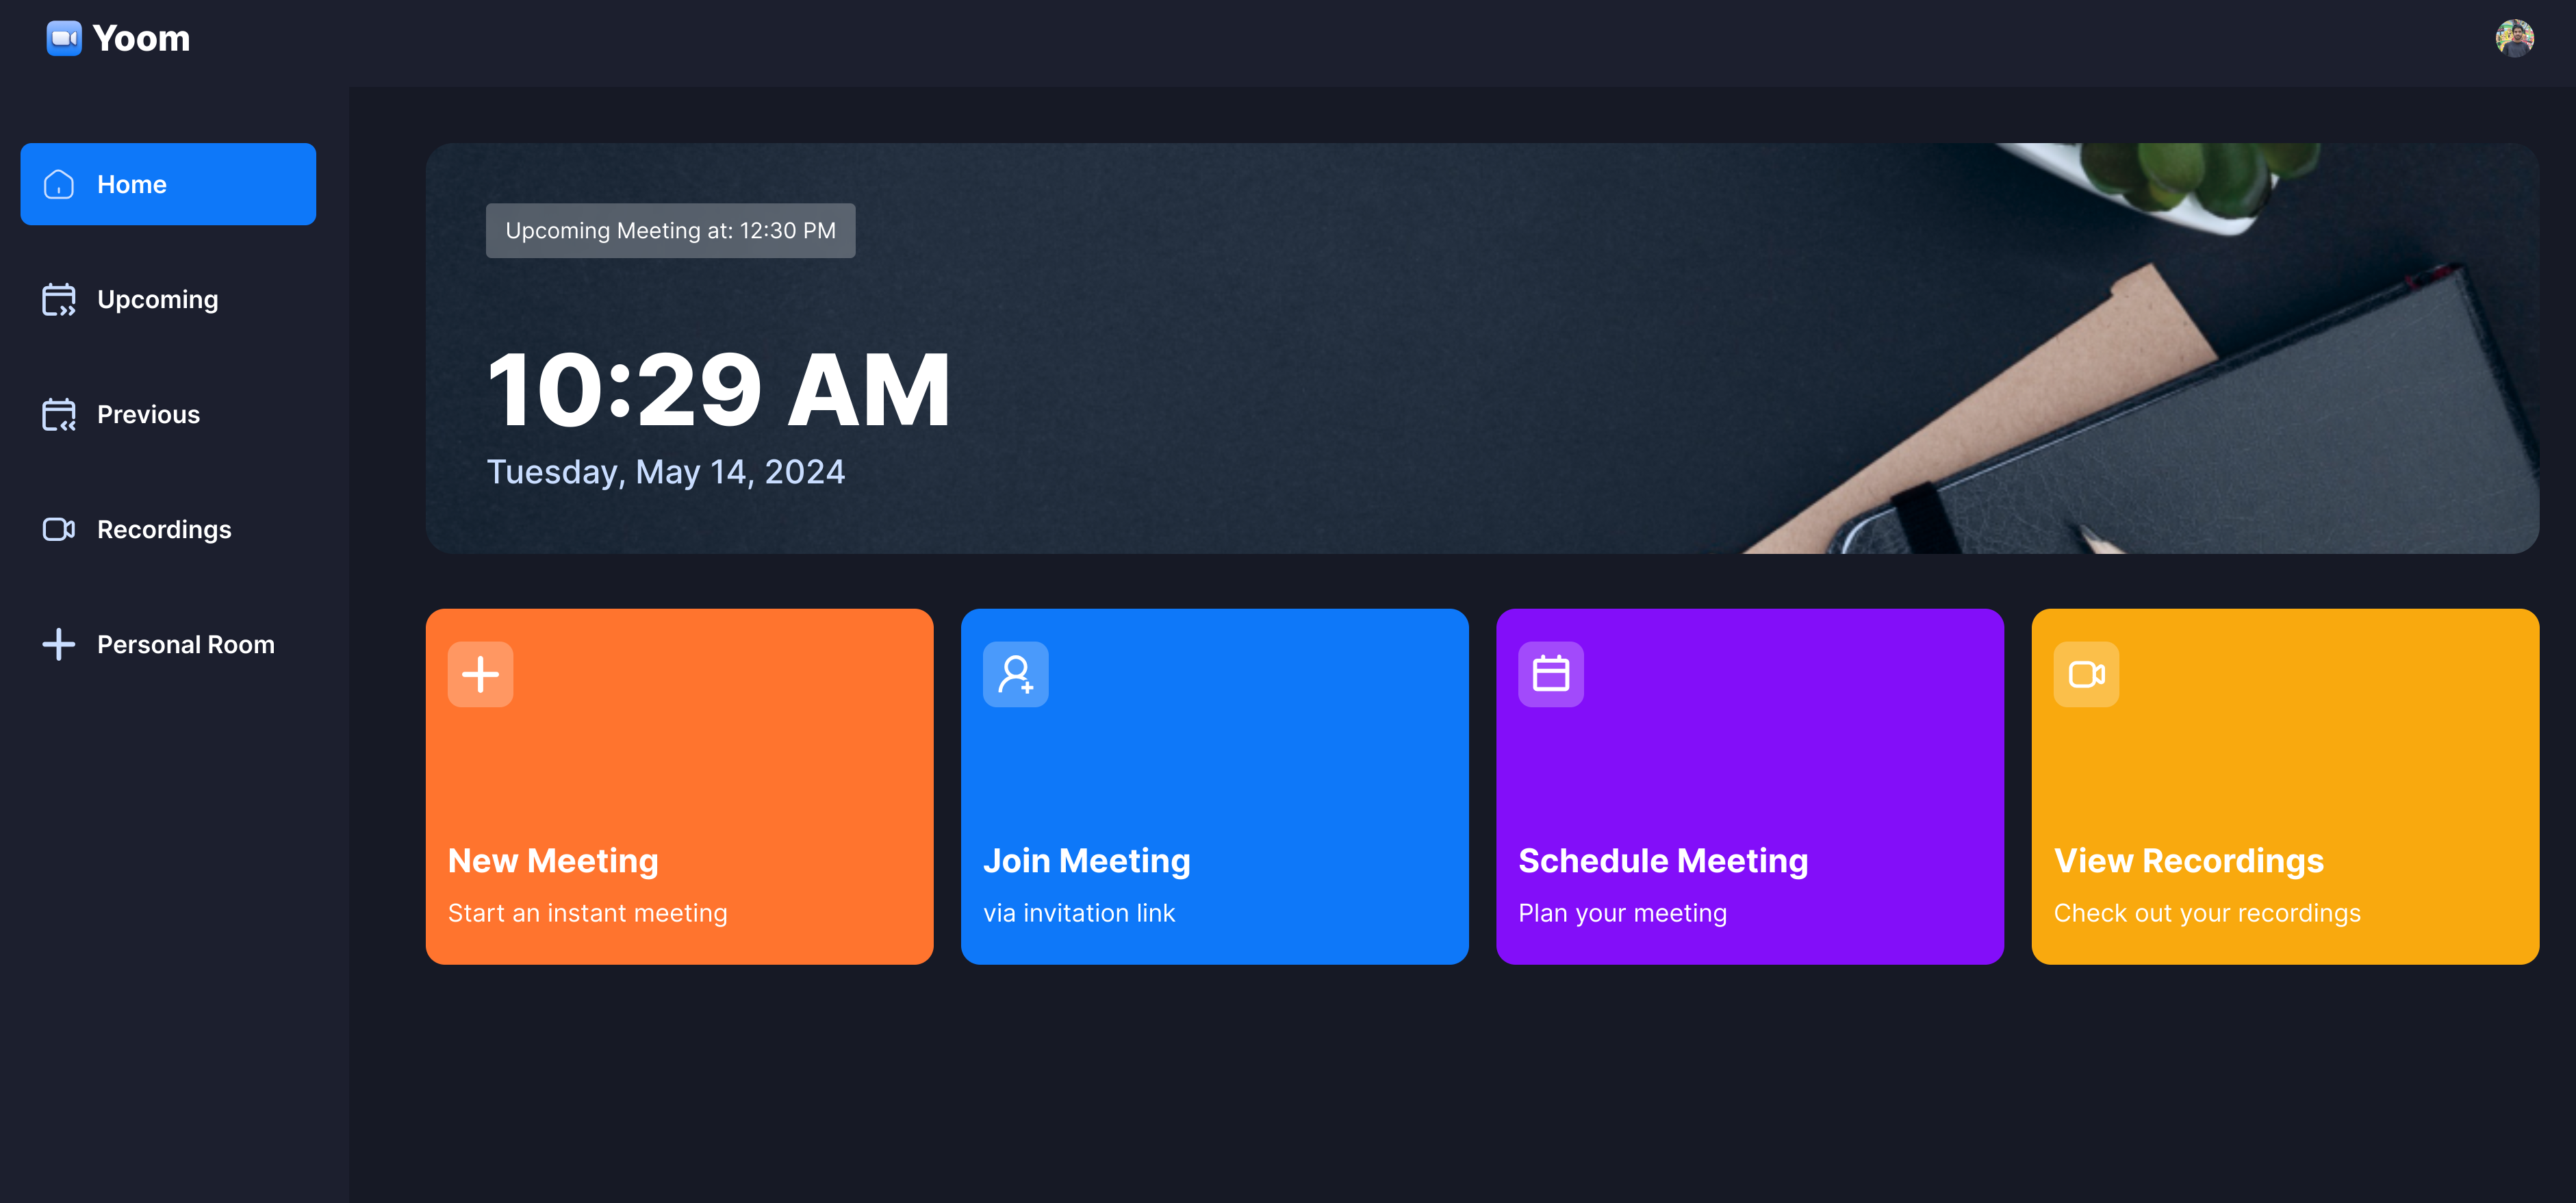 Yoom
Home
Upcoming
Previous
Recordings
Personal Room
Upcoming Meeting at: 12:30 PM
10:29 AM
Tuesday, May 14, 2024
New Meeting
Start an instant meeting
Join Meeting
via invitation link
Schedule Meeting
Plan your meeting
View Recordings
Check out your recordings